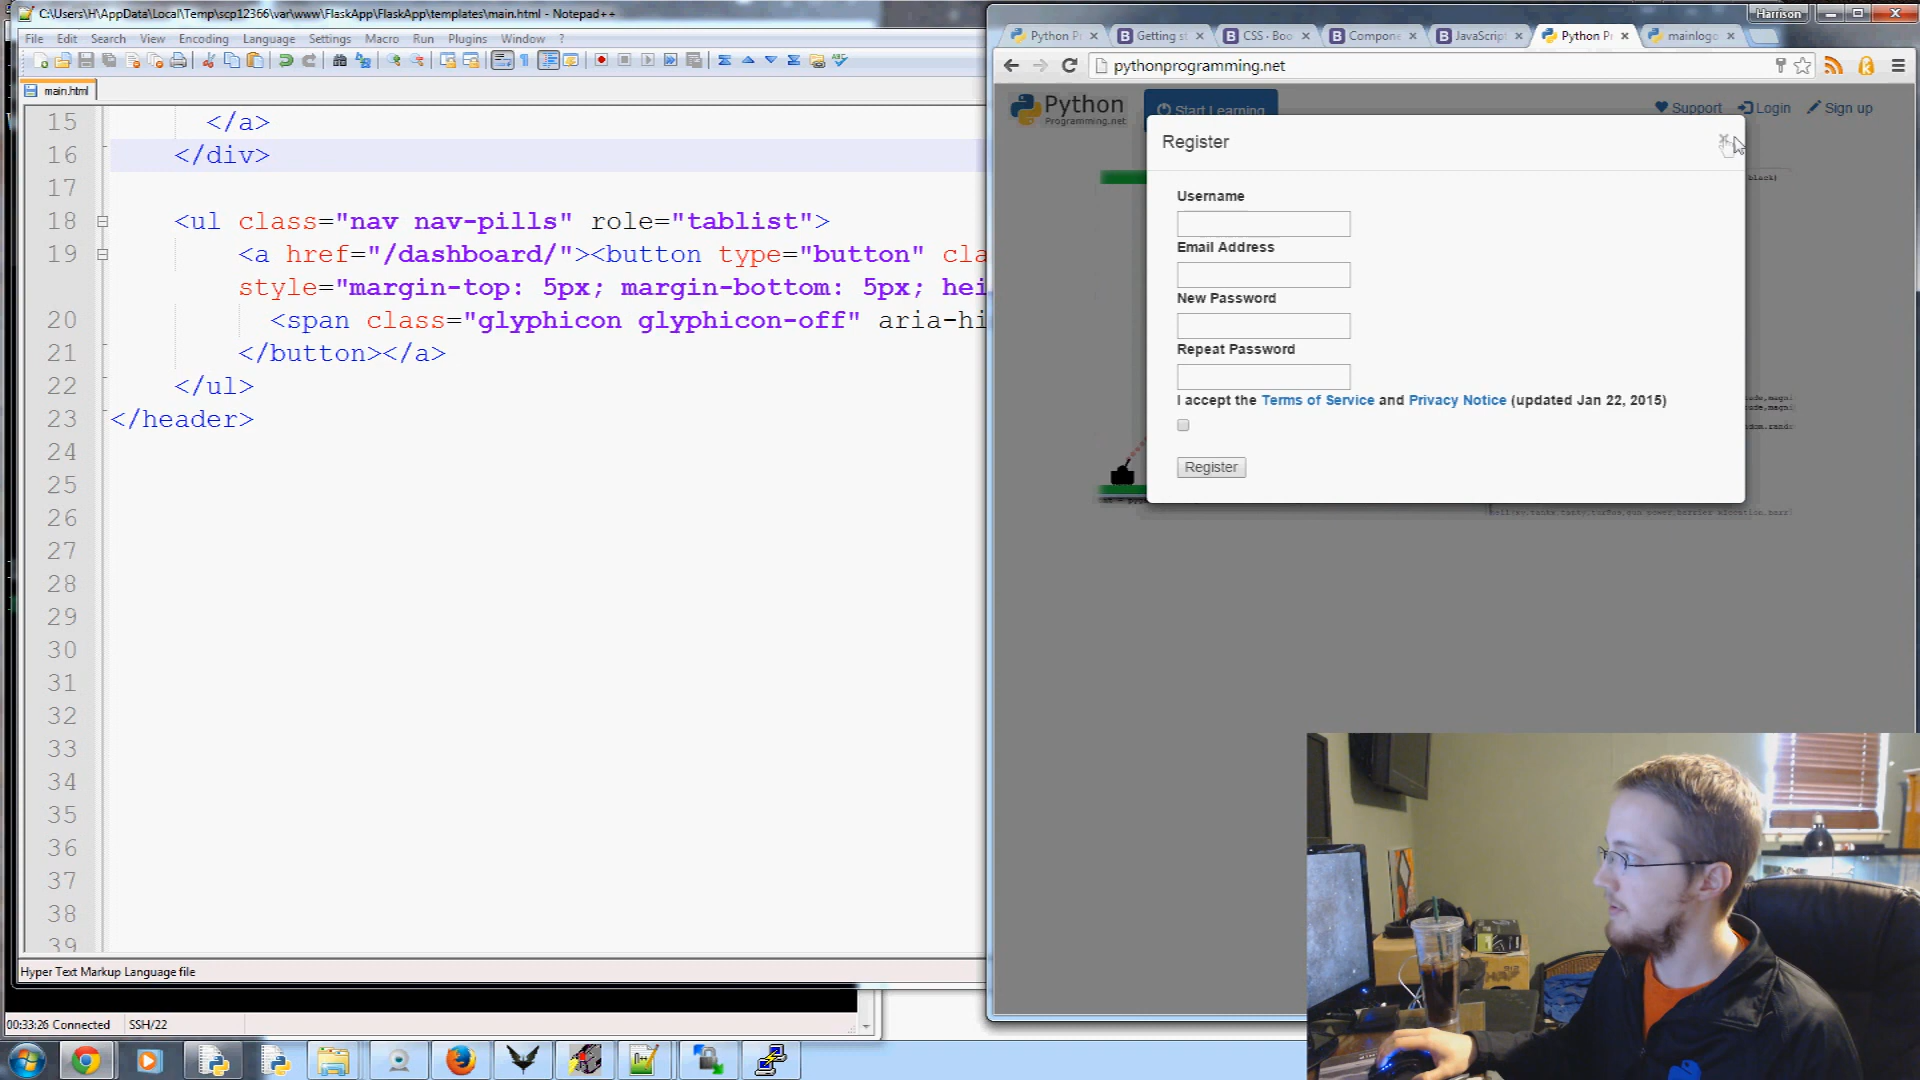 C:\Users\H\AppData\Local\Temp\scp12366\var\www\FlaskApp\FlaskApp\templates\main.html - Notepad++
File Edit Search View Encoding Language Settings Macro Run Plugins Window ?
main.html
15 </a>
16 </div>
17
18 <ul class="nav nav-pills" role="tablist">
19 <a href="/dashboard/"><button type="button" cla
style="margin-top: 5px; margin-bottom: 5px; hei
20 <span class="glyphicon glyphicon-off" aria-hi
21 </button></a>
22 </ul>
23 </header>
24
25
26
27
28
29
30
31
32
33
34
35
36
37
38
39
Hyper Text Markup Language file
00:33:26 Connected SSH/22
Harrison
Python P Getting st CSS · Boo Compone JavaScript Python P mainlogo
pythonprogramming.net
Python
Programming.net
Start Learning
Support Login Sign up
Register
Username
Email Address
New Password
Repeat Password
I accept the Terms of Service and Privacy Notice (updated Jan 22, 2015)
Register